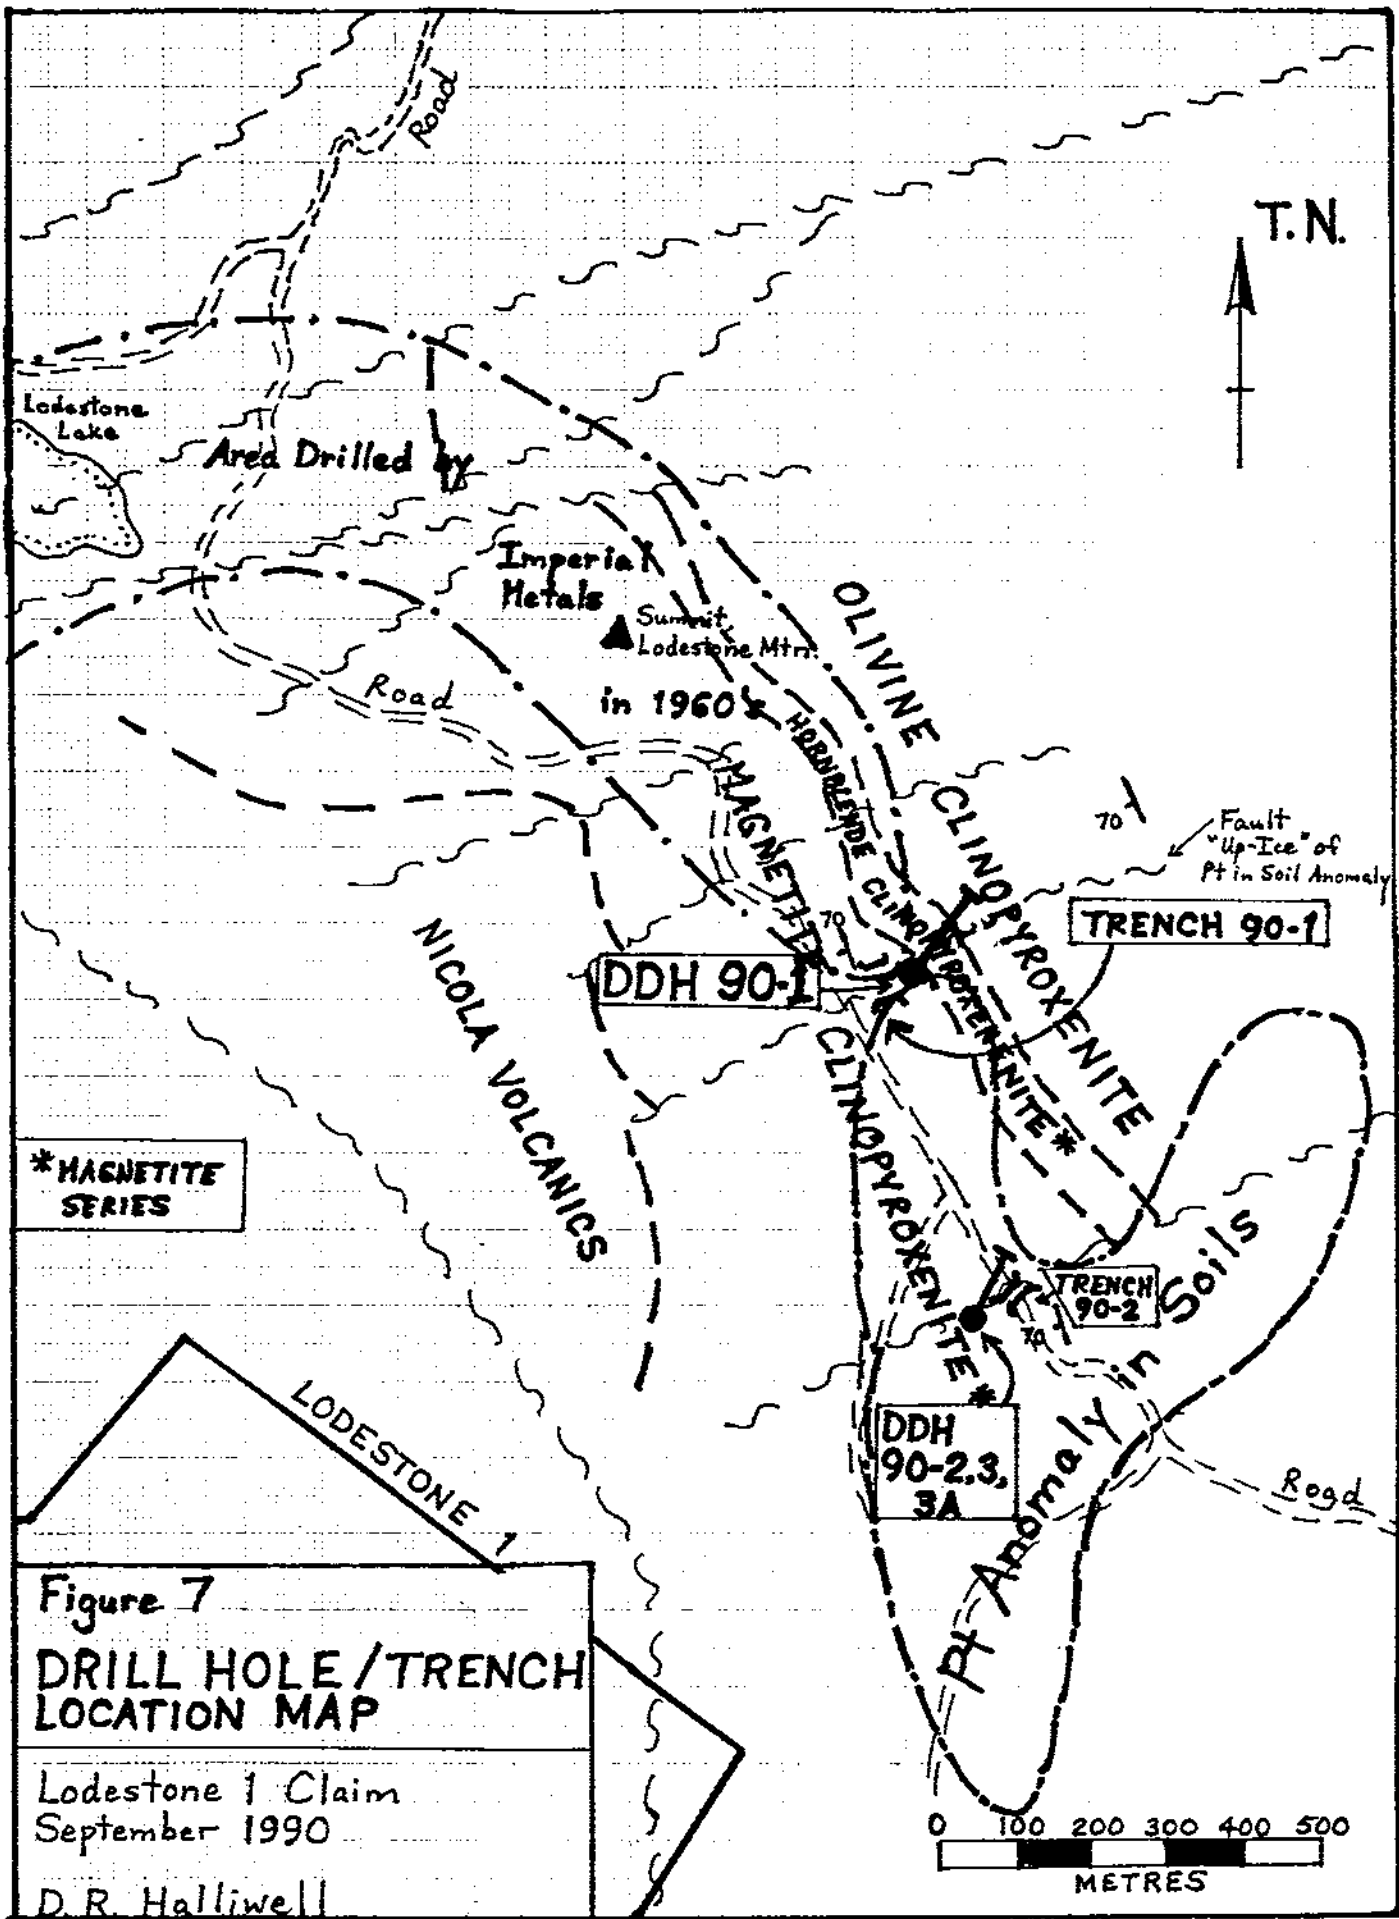 Road
T.N.
Lodestone
Lake
Area Drilled by
Imperial
Metals
Summit,
Lodestone Mtn.
in 1960's
Road
OLIVINE CLINOPYROXENITE
HORNBLENDE CLINOPYROXENITE*
MAGNETITE CLINOPYROXENITE*
70
Fault
"Up-Ice" of
Pt in Soil Anomaly
TRENCH 90-1
70
DDH 90-1
NICOLA VOLCANICS
*MAGNETITE
SERIES
TRENCH
90-2
70
DDH
90-2,3,
3A
Pt Anomaly in Soils
Road
LODESTONE 1
Figure 7
DRILL HOLE/TRENCH
LOCATION MAP
Lodestone 1 Claim
September 1990
D.R. Halliwell
0 100 200 300 400 500
METRES